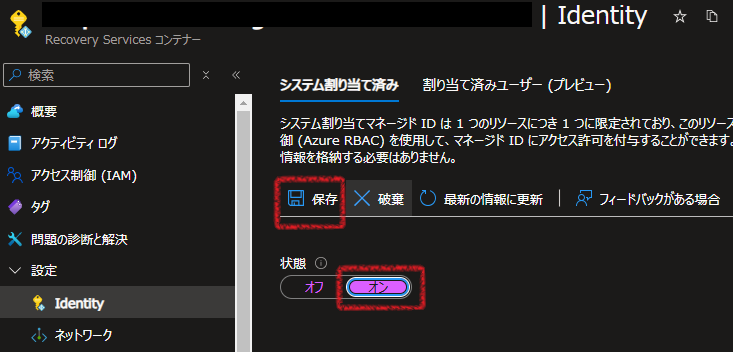 | Identity
Recovery Services コンテナー
検索
システム割り当て済み
割り当て済みユーザー (プレビュー)
概要
アクティビティ ログ
アクセス制御 (IAM)
タグ
問題の診断と解決
設定
Identity
ネットワーク
システム割り当てマネージド ID は 1 つのリソースにつき 1 つに限定されており、このリソース
御 (Azure RBAC) を使用して、マネージド ID にアクセス許可を付与することができます。
情報を格納する必要はありません。
保存
破棄
最新の情報に更新
フィードバックがある場合
状態
オフ
オン